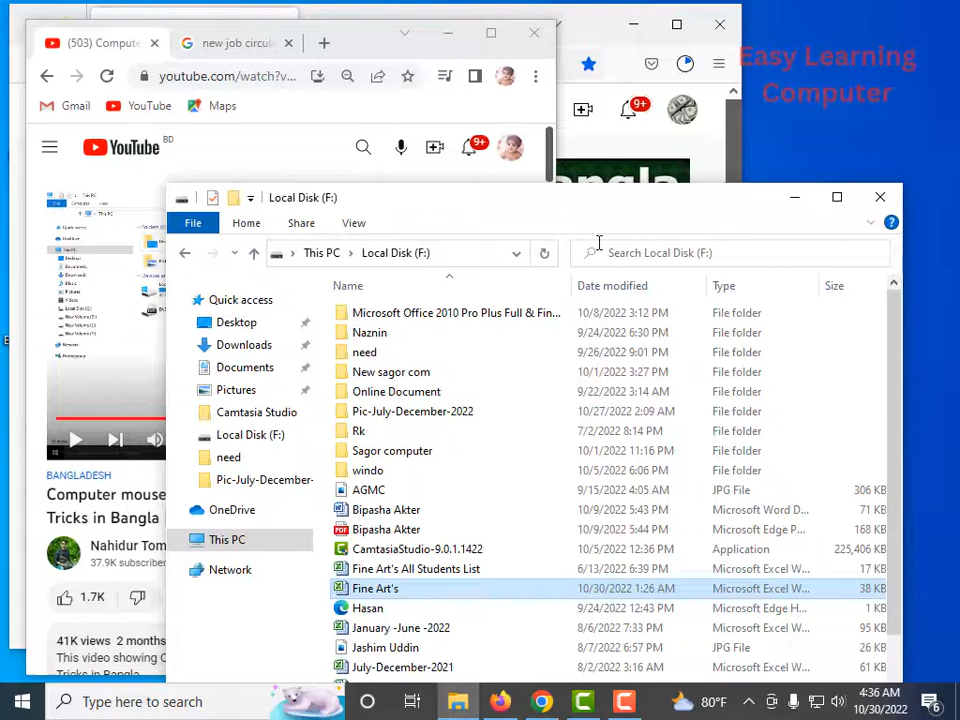 (503) Compute
new job circul
youtube.com/watch?v...
Gmail
YouTube
Maps
Easy Learning
Computer
YouTube BD
9+
9+
Local Disk (F:)
File
Home
Share
View
This PC
Local Disk (F:)
Search Local Disk (F:)
Name
Date modified
Type
Size
Quick access
Desktop
Downloads
Documents
Pictures
Camtasia Studio
Local Disk (F:)
need
Pic-July-December-
OneDrive
This PC
Network
Microsoft Office 2010 Pro Plus Full & Fin... 10/8/2022 3:12 PM File folder
Naznin 9/24/2022 6:30 PM File folder
need 9/26/2022 9:01 PM File folder
New sagor com 10/1/2022 3:27 PM File folder
Online Document 9/22/2022 3:14 AM File folder
Pic-July-December-2022 10/27/2022 2:09 AM File folder
Rk 7/2/2022 8:14 PM File folder
Sagor computer 10/1/2022 11:16 PM File folder
windo 10/5/2022 6:06 PM File folder
AGMC 9/15/2022 4:05 AM JPG File 306 KB
Bipasha Akter 10/9/2022 5:43 PM Microsoft Word D... 71 KB
Bipasha Akter 10/9/2022 5:44 PM Microsoft Edge P... 168 KB
CamtasiaStudio-9.0.1.1422 10/5/2022 12:36 PM Application 225,406 KB
Fine Art's All Students List 6/13/2022 6:39 PM Microsoft Excel W... 17 KB
Fine Art's 10/30/2022 1:26 AM Microsoft Excel W... 38 KB
Hasan 9/24/2022 12:43 PM Microsoft Edge H... 1 KB
January -June -2022 8/6/2022 7:33 PM Microsoft Excel W... 95 KB
Jashim Uddin 8/7/2022 6:57 PM JPG File 26 KB
July-December-2021 8/2/2022 3:16 AM Microsoft Excel W... 61 KB
BANGLADESH
Computer mouse
Tricks in Bangla
Nahidur Tom
37.9K subscriber
1.7K
41K views 2 months
This video showing C
Tricks in Bangla.
Type here to search
80°F
4:36 AM
10/30/2022
6